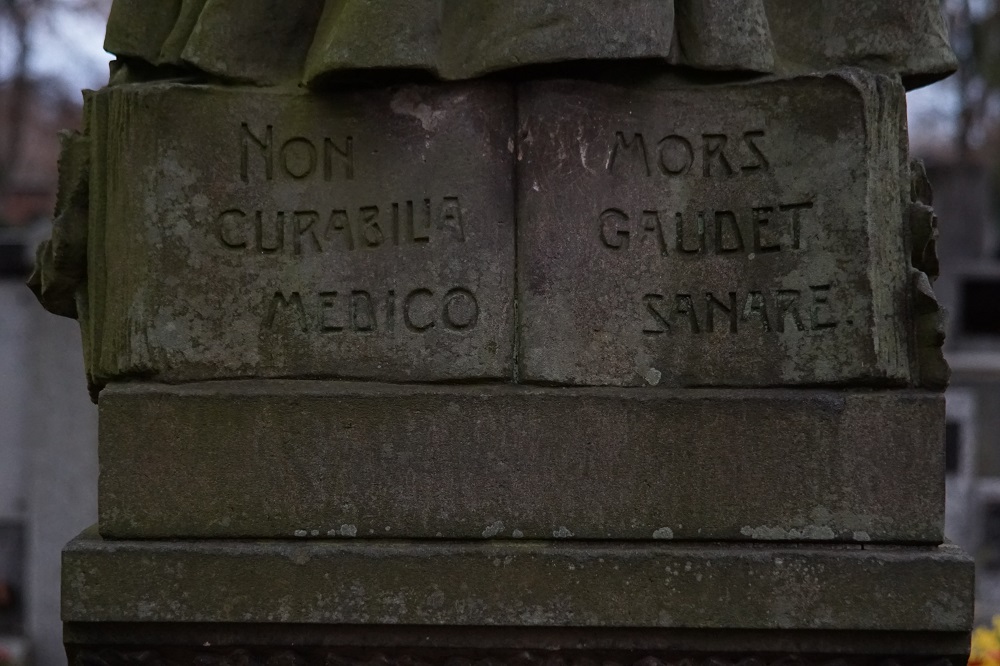 NON
CURABILIA
MEDICO
MORS
GAUDET
SANARE.